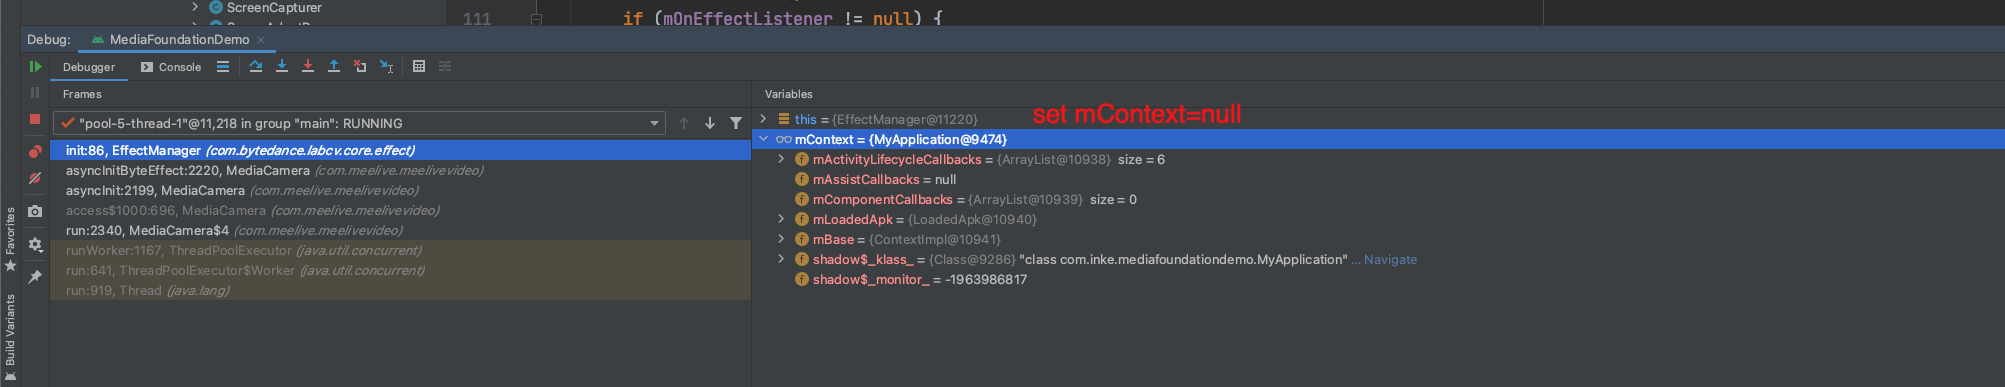 ScreenCapturer
111
if (mOnEffectListener != null) {
Debug: MediaFoundationDemo
Debugger Console
Frames
Variables
"pool-5-thread-1"@11,218 in group "main": RUNNING
set mContext=null
this = {EffectManager@11220}
mContext = {MyApplication@9474}
init:86, EffectManager (com.bytedance.labcv.core.effect)
mActivityLifecycleCallbacks = {ArrayList@10938} size = 6
asyncInitByteEffect:2220, MediaCamera (com.meelive.meelivevideo)
mAssistCallbacks = null
asyncInit:2199, MediaCamera (com.meelive.meelivevideo)
mComponentCallbacks = {ArrayList@10939} size = 0
access$1000:696, MediaCamera (com.meelive.meelivevideo)
mLoadedApk = {LoadedApk@10940}
run:2340, MediaCamera$4 (com.meelive.meelivevideo)
mBase = {ContextImpl@10941}
runWorker:1167, ThreadPoolExecutor (java.util.concurrent)
shadow$_klass_ = {Class@9286} "class com.inke.mediafoundationdemo.MyApplication" ... Navigate
run:641, ThreadPoolExecutor$Worker (java.util.concurrent)
shadow$_monitor_ = -1963986817
run:919, Thread (java.lang)
Favorites
Build Variants